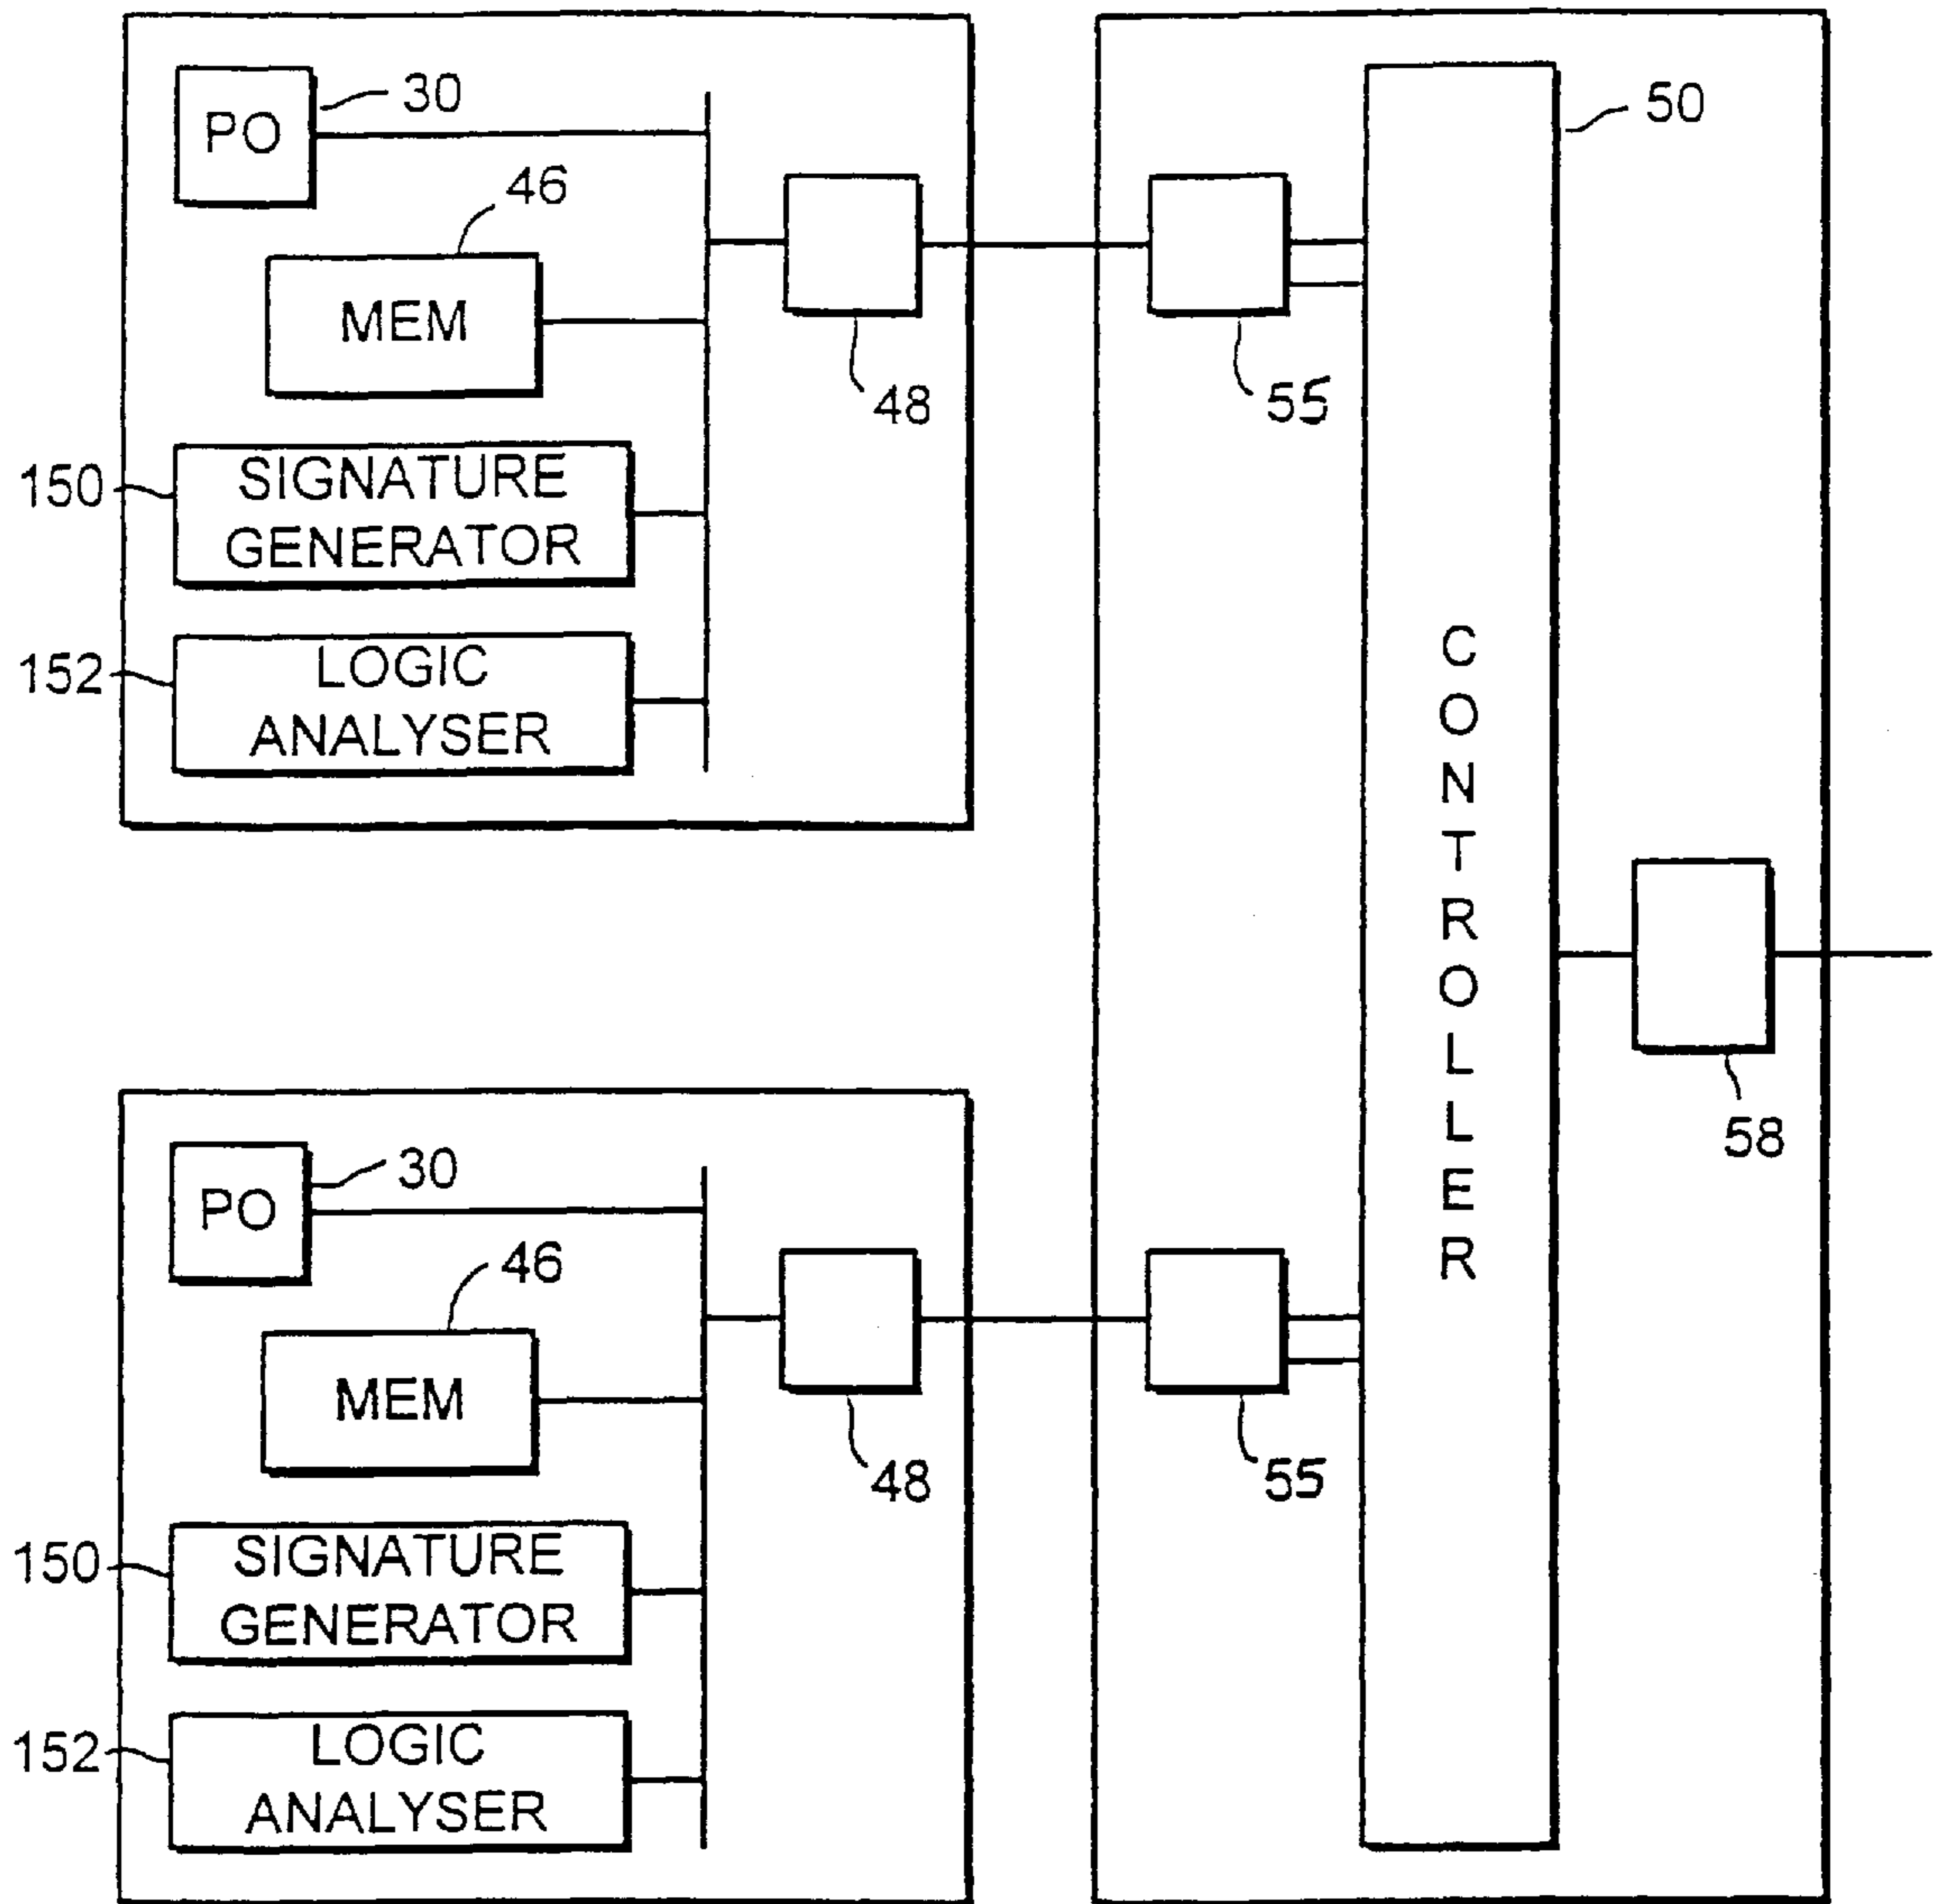 PO
30
46
MEM
48
150
SIGNATURE
GENERATOR
152
LOGIC
ANALYSER
55
50
CONTROLLER
58
PO
30
46
MEM
48
150
SIGNATURE
GENERATOR
152
LOGIC
ANALYSER
55